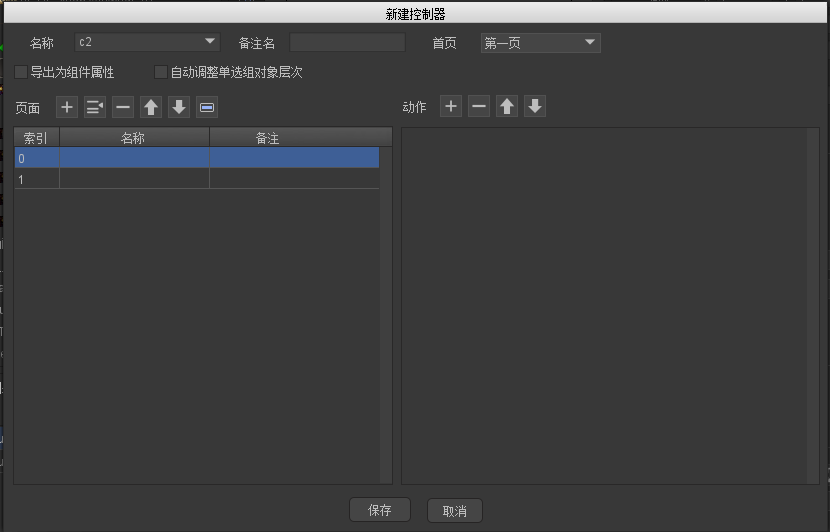 新建控制器
名称 c2 备注名 首页 第一页
导出为组件属性 自动调整单选组对象层次
页面 动作
索引 名称 备注
0
1
保存 取消